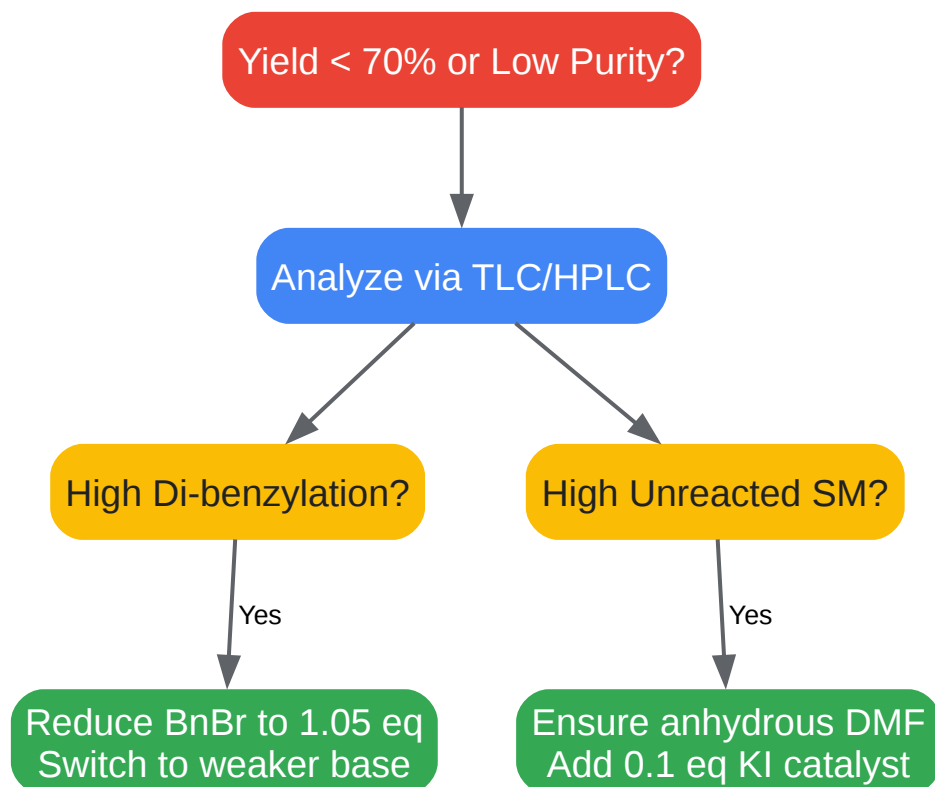 Yield < 70% or Low Purity?
Analyze via TLC/HPLC
High Di-benzylation?
High Unreacted SM?
Yes
Yes
Reduce BnBr to 1.05 eq
Switch to weaker base
Ensure anhydrous DMF
Add 0.1 eq KI catalyst